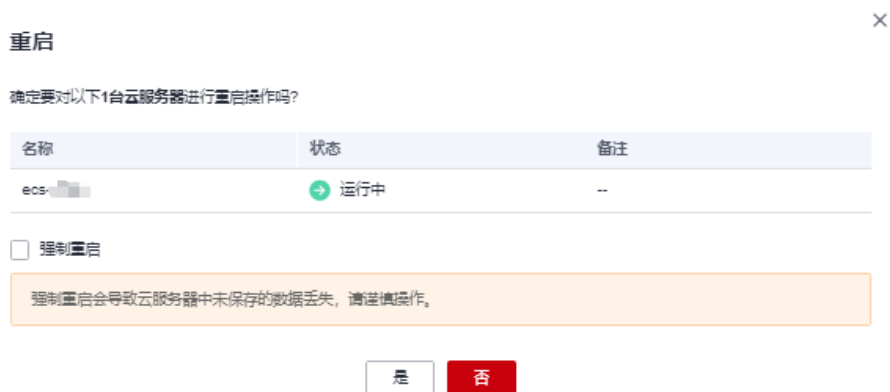 重启
确定要对以下1台云服务器进行重启操作吗?
名称 状态 备注
ecs- 运行中 --
强制重启
强制重启会导致云服务器中未保存的数据丢失，请谨慎操作。
是 否